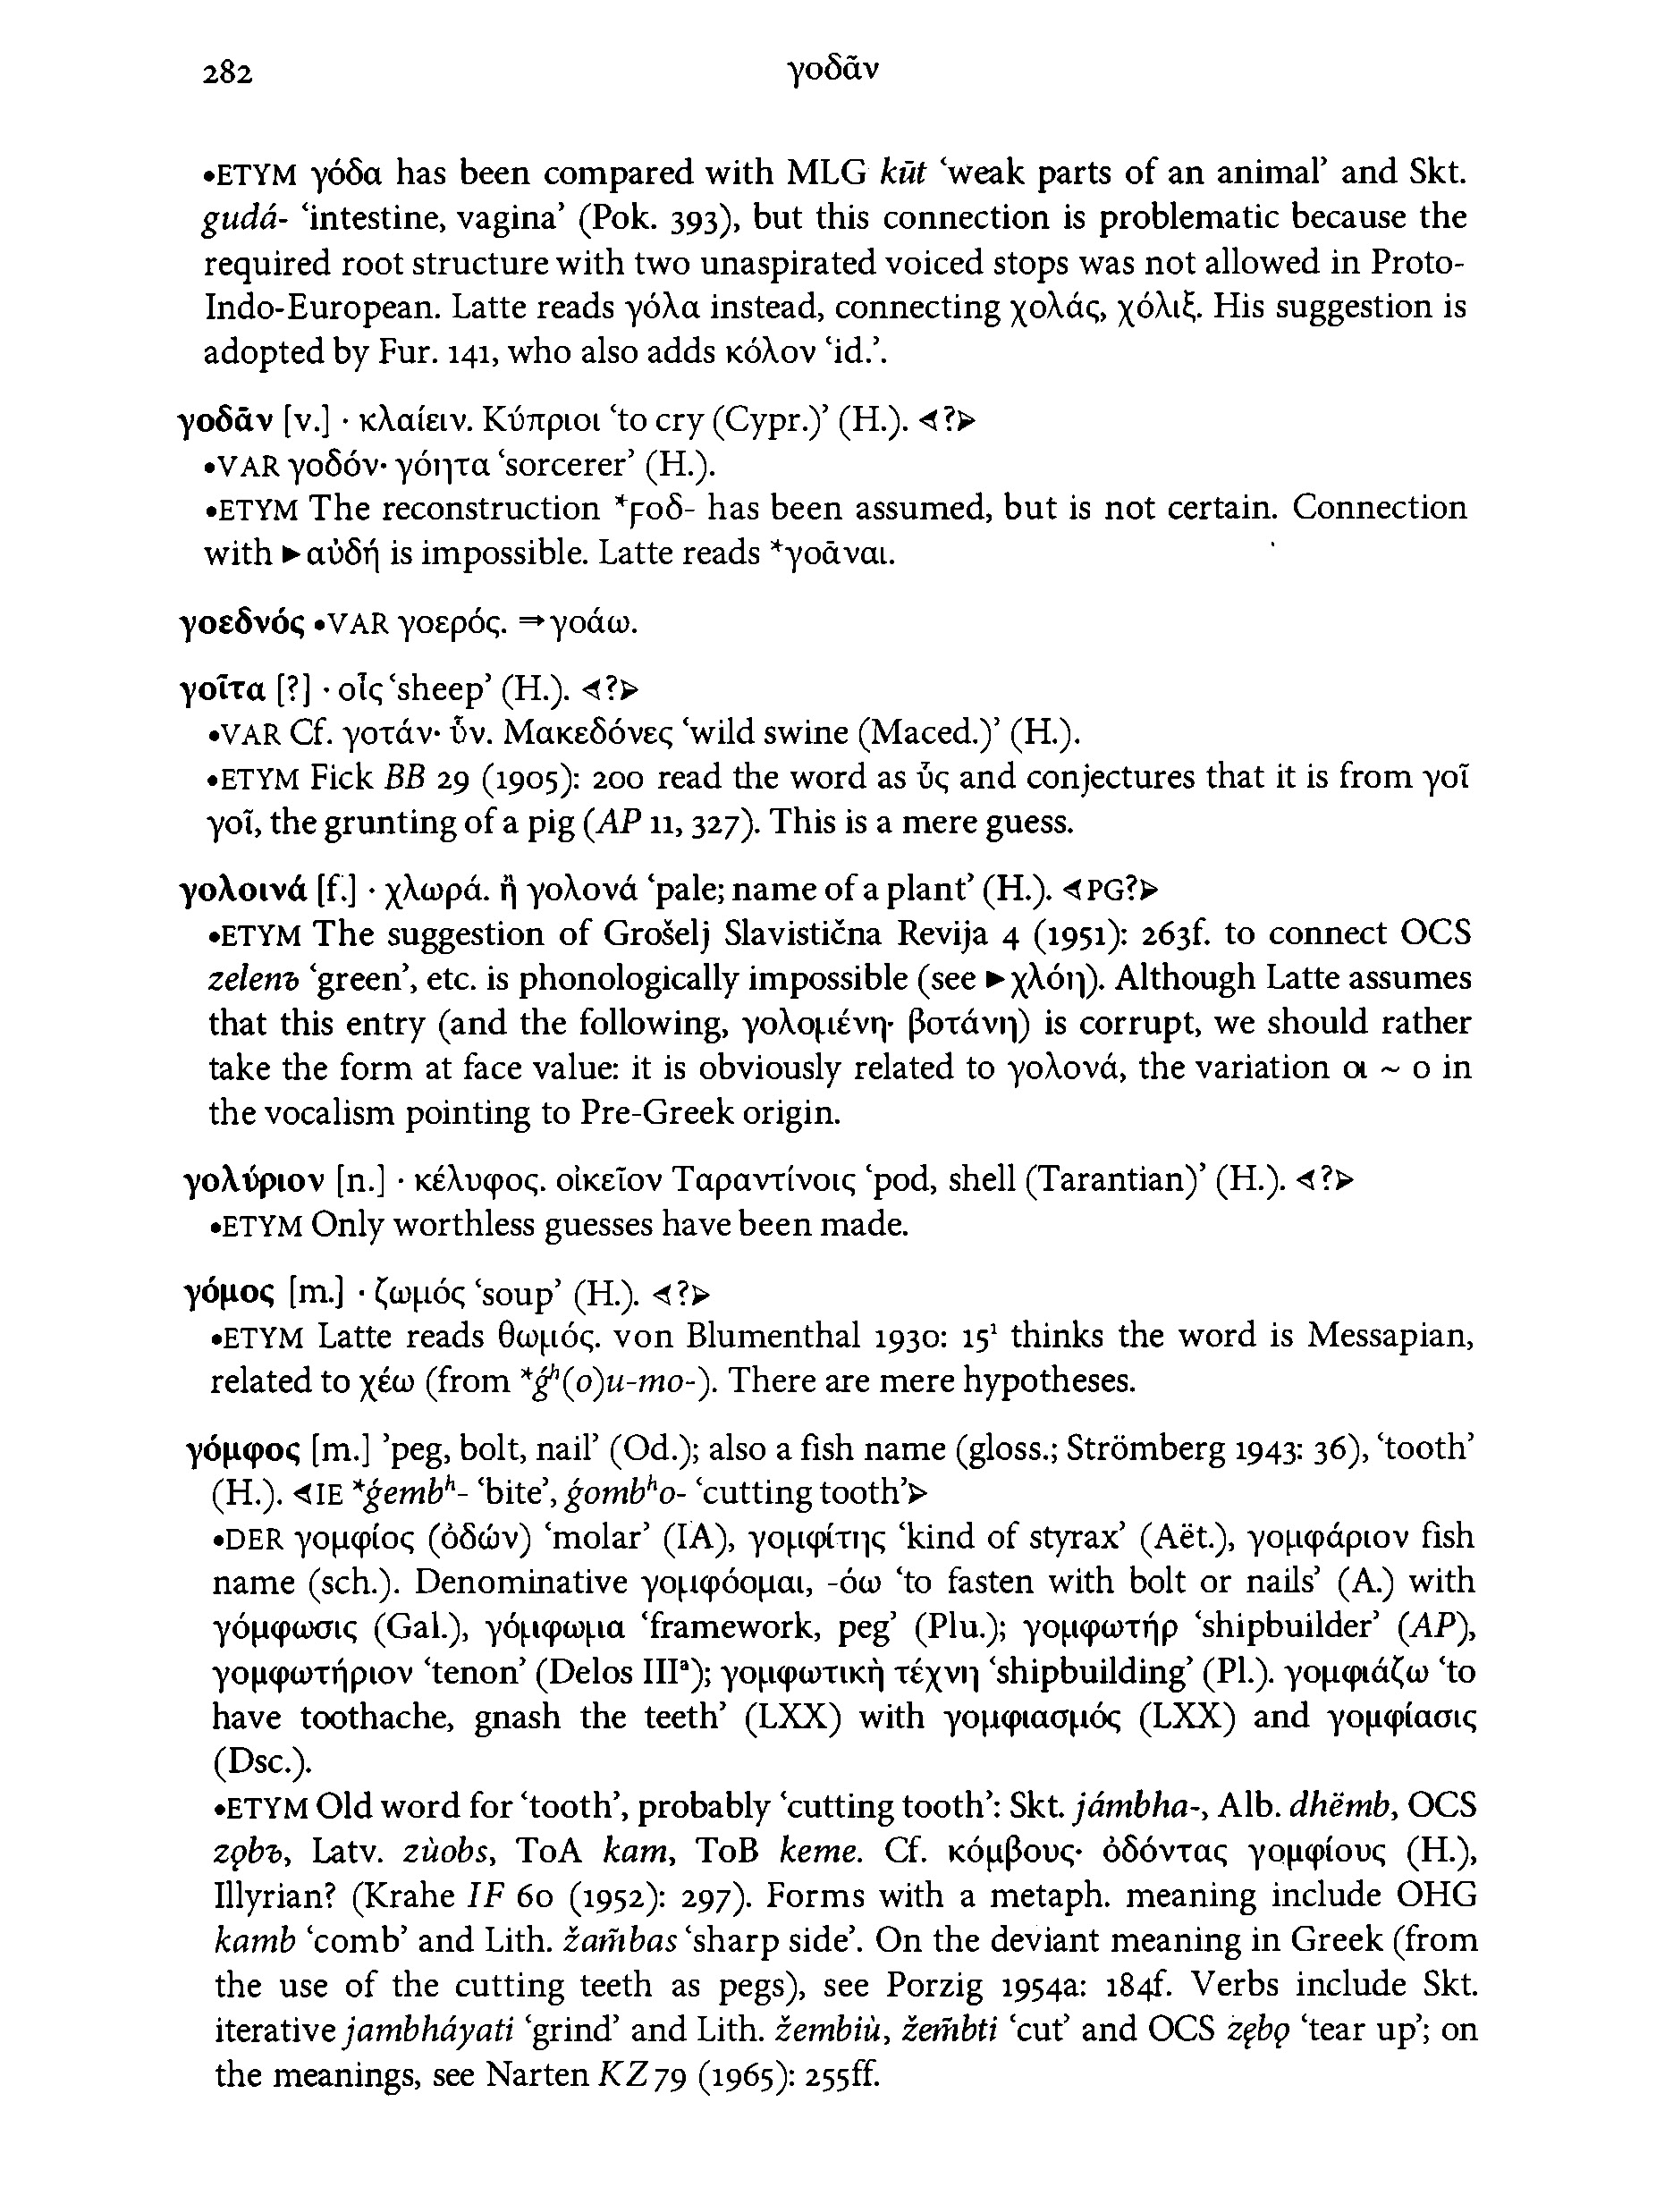 282 γοδᾶν
•ETYM γόδα has been compared with MLG kūt ‘weak parts of an animal’ and Skt.
gudá- ‘intestine, vagina’ (Pok. 393), but this connection is problematic because the
required root structure with two unaspirated voiced stops was not allowed in Proto-
Indo-European. Latte reads γόλα instead, connecting χολάς, χόλιξ. His suggestion is
adopted by Fur. 141, who also adds κόλον ‘id.’.
γοδᾶν [v.] · κλαίειν. Κύπριοι ‘to cry (Cypr.)’ (H.). ⊲?⊳
•VAR γοδόν· γόητα ‘sorcerer’ (H.).
•ETYM The reconstruction *ϝοδ- has been assumed, but is not certain. Connection
with ►αὐδή is impossible. Latte reads *γοᾶναι.
γοεδνός •VAR γοερός. ⇒γοάω.
γοῖτα [?] · οἶς ‘sheep’ (H.). ⊲?⊳
•VAR Cf. γοτάν· ὗν. Μακεδόνες ‘wild swine (Maced.)’ (H.).
•ETYM Fick BB 29 (1905): 200 read the word as ὗς and conjectures that it is from γοῖ
γοῖ, the grunting of a pig (AP 11, 327). This is a mere guess.
γολοινά [f.] · χλωρά. ἢ γολονά ‘pale; name of a plant’ (H.). ⊲PG?⊳
•ETYM The suggestion of Grošelj Slavistična Revija 4 (1951): 263f. to connect OCS
zelenъ ‘green’, etc. is phonologically impossible (see ►χλόη). Although Latte assumes
that this entry (and the following, γολομένη· βοτάνη) is corrupt, we should rather
take the form at face value: it is obviously related to γολονά, the variation οι ~ ο in
the vocalism pointing to Pre-Greek origin.
γολύριον [n.] · κέλυφος. οἰκεῖον Ταραντίνοις ‘pod, shell (Tarantian)’ (H.). ⊲?⊳
•ETYM Only worthless guesses have been made.
γόμος [m.] · ζωμός ‘soup’ (H.). ⊲?⊳
•ETYM Latte reads θωμός. von Blumenthal 1930: 15¹ thinks the word is Messapian,
related to χέω (from *ǵʰ(o)u-mo-). There are mere hypotheses.
γόμφος [m.] ’peg, bolt, nail’ (Od.); also a fish name (gloss.; Strömberg 1943: 36), ‘tooth’
(H.). ⊲IE *ǵembʰ- ‘bite’, ǵombʰo- ‘cutting tooth’⊳
•DER γομφίος (ὀδών) ‘molar’ (IA), γομφίτης ‘kind of styrax’ (Aët.), γομφάριον fish
name (sch.). Denominative γομφόομαι, -όω ‘to fasten with bolt or nails’ (A.) with
γόμφωσις (Gal.), γόμφωμα ‘framework, peg’ (Plu.); γομφωτήρ ‘shipbuilder’ (AP),
γομφωτήριον ‘tenon’ (Delos IIIᵃ); γομφωτικὴ τέχνη ‘shipbuilding’ (Pl.). γομφιάζω ‘to
have toothache, gnash the teeth’ (LXX) with γομφιασμός (LXX) and γομφίασις
(Dsc.).
•ETYM Old word for ‘tooth’, probably ‘cutting tooth’: Skt. jámbha-, Alb. dhëmb, OCS
zǫbъ, Latv. zùobs, ToA kam, ToB keme. Cf. κόμβους· ὀδόντας γομφίους (H.),
Illyrian? (Krahe IF 60 (1952): 297). Forms with a metaph. meaning include OHG
kamb ‘comb’ and Lith. žam̃bas ‘sharp side’. On the deviant meaning in Greek (from
the use of the cutting teeth as pegs), see Porzig 1954a: 184f. Verbs include Skt.
iterative jambháyati ‘grind’ and Lith. žembiù, žem̃bti ‘cut’ and OCS zębǫ ‘tear up’; on
the meanings, see Narten KZ 79 (1965): 255ff.